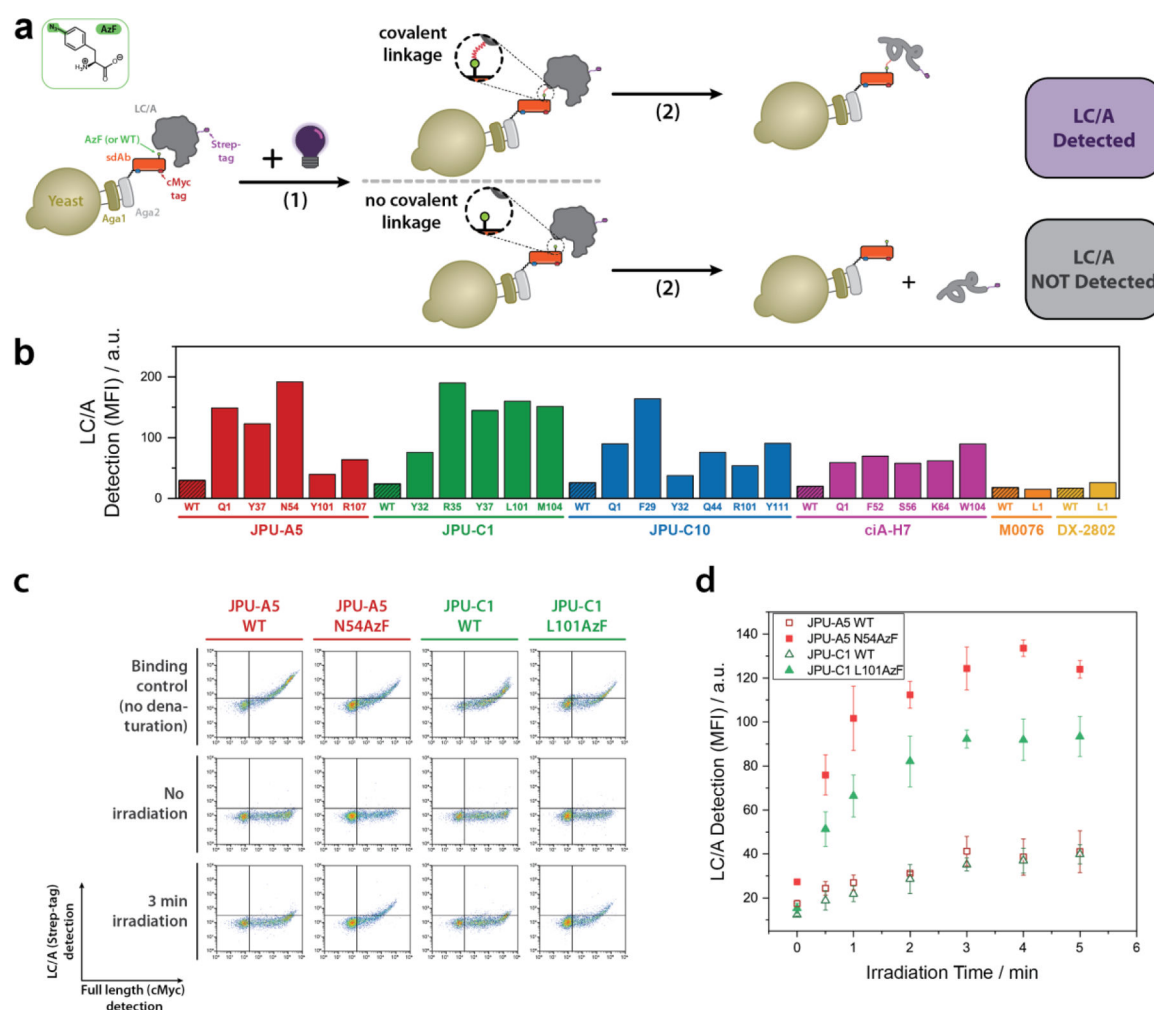 a
N₃
AzF
H₂N
O⊖
O
LC/A
AzF (or WT)
sdAb
Strep-
tag
cMyc
tag
Yeast
Aga1
Aga2
+
(1)
covalent
linkage
(2)
LC/A
Detected
no covalent
linkage
(2)
+
LC/A
NOT Detected
b
LC/A
Detection (MFI) / a.u.
200
100
0
WT Q1 Y37 N54 Y101 R107 WT Y32 R35 Y37 L101 M104 WT Q1 F29 Y32 Q44 R101 Y111 WT Q1 F52 S56 K64 W104 WT L1 WT L1
JPU-A5 JPU-C1 JPU-C10 ciA-H7 M0076 DX-2802
c
JPU-A5
WT
JPU-A5
N54AzF
JPU-C1
WT
JPU-C1
L101AzF
Binding
control
(no dena-
turation)
No
irradiation
3 min
irradiation
LC/A (Strep-tag)
detection
Full length (cMyc)
detection
d
JPU-A5 WT
JPU-A5 N54AzF
JPU-C1 WT
JPU-C1 L101AzF
LC/A Detection (MFI) / a.u.
140
120
100
80
60
40
20
0 1 2 3 4 5 6
Irradiation Time / min